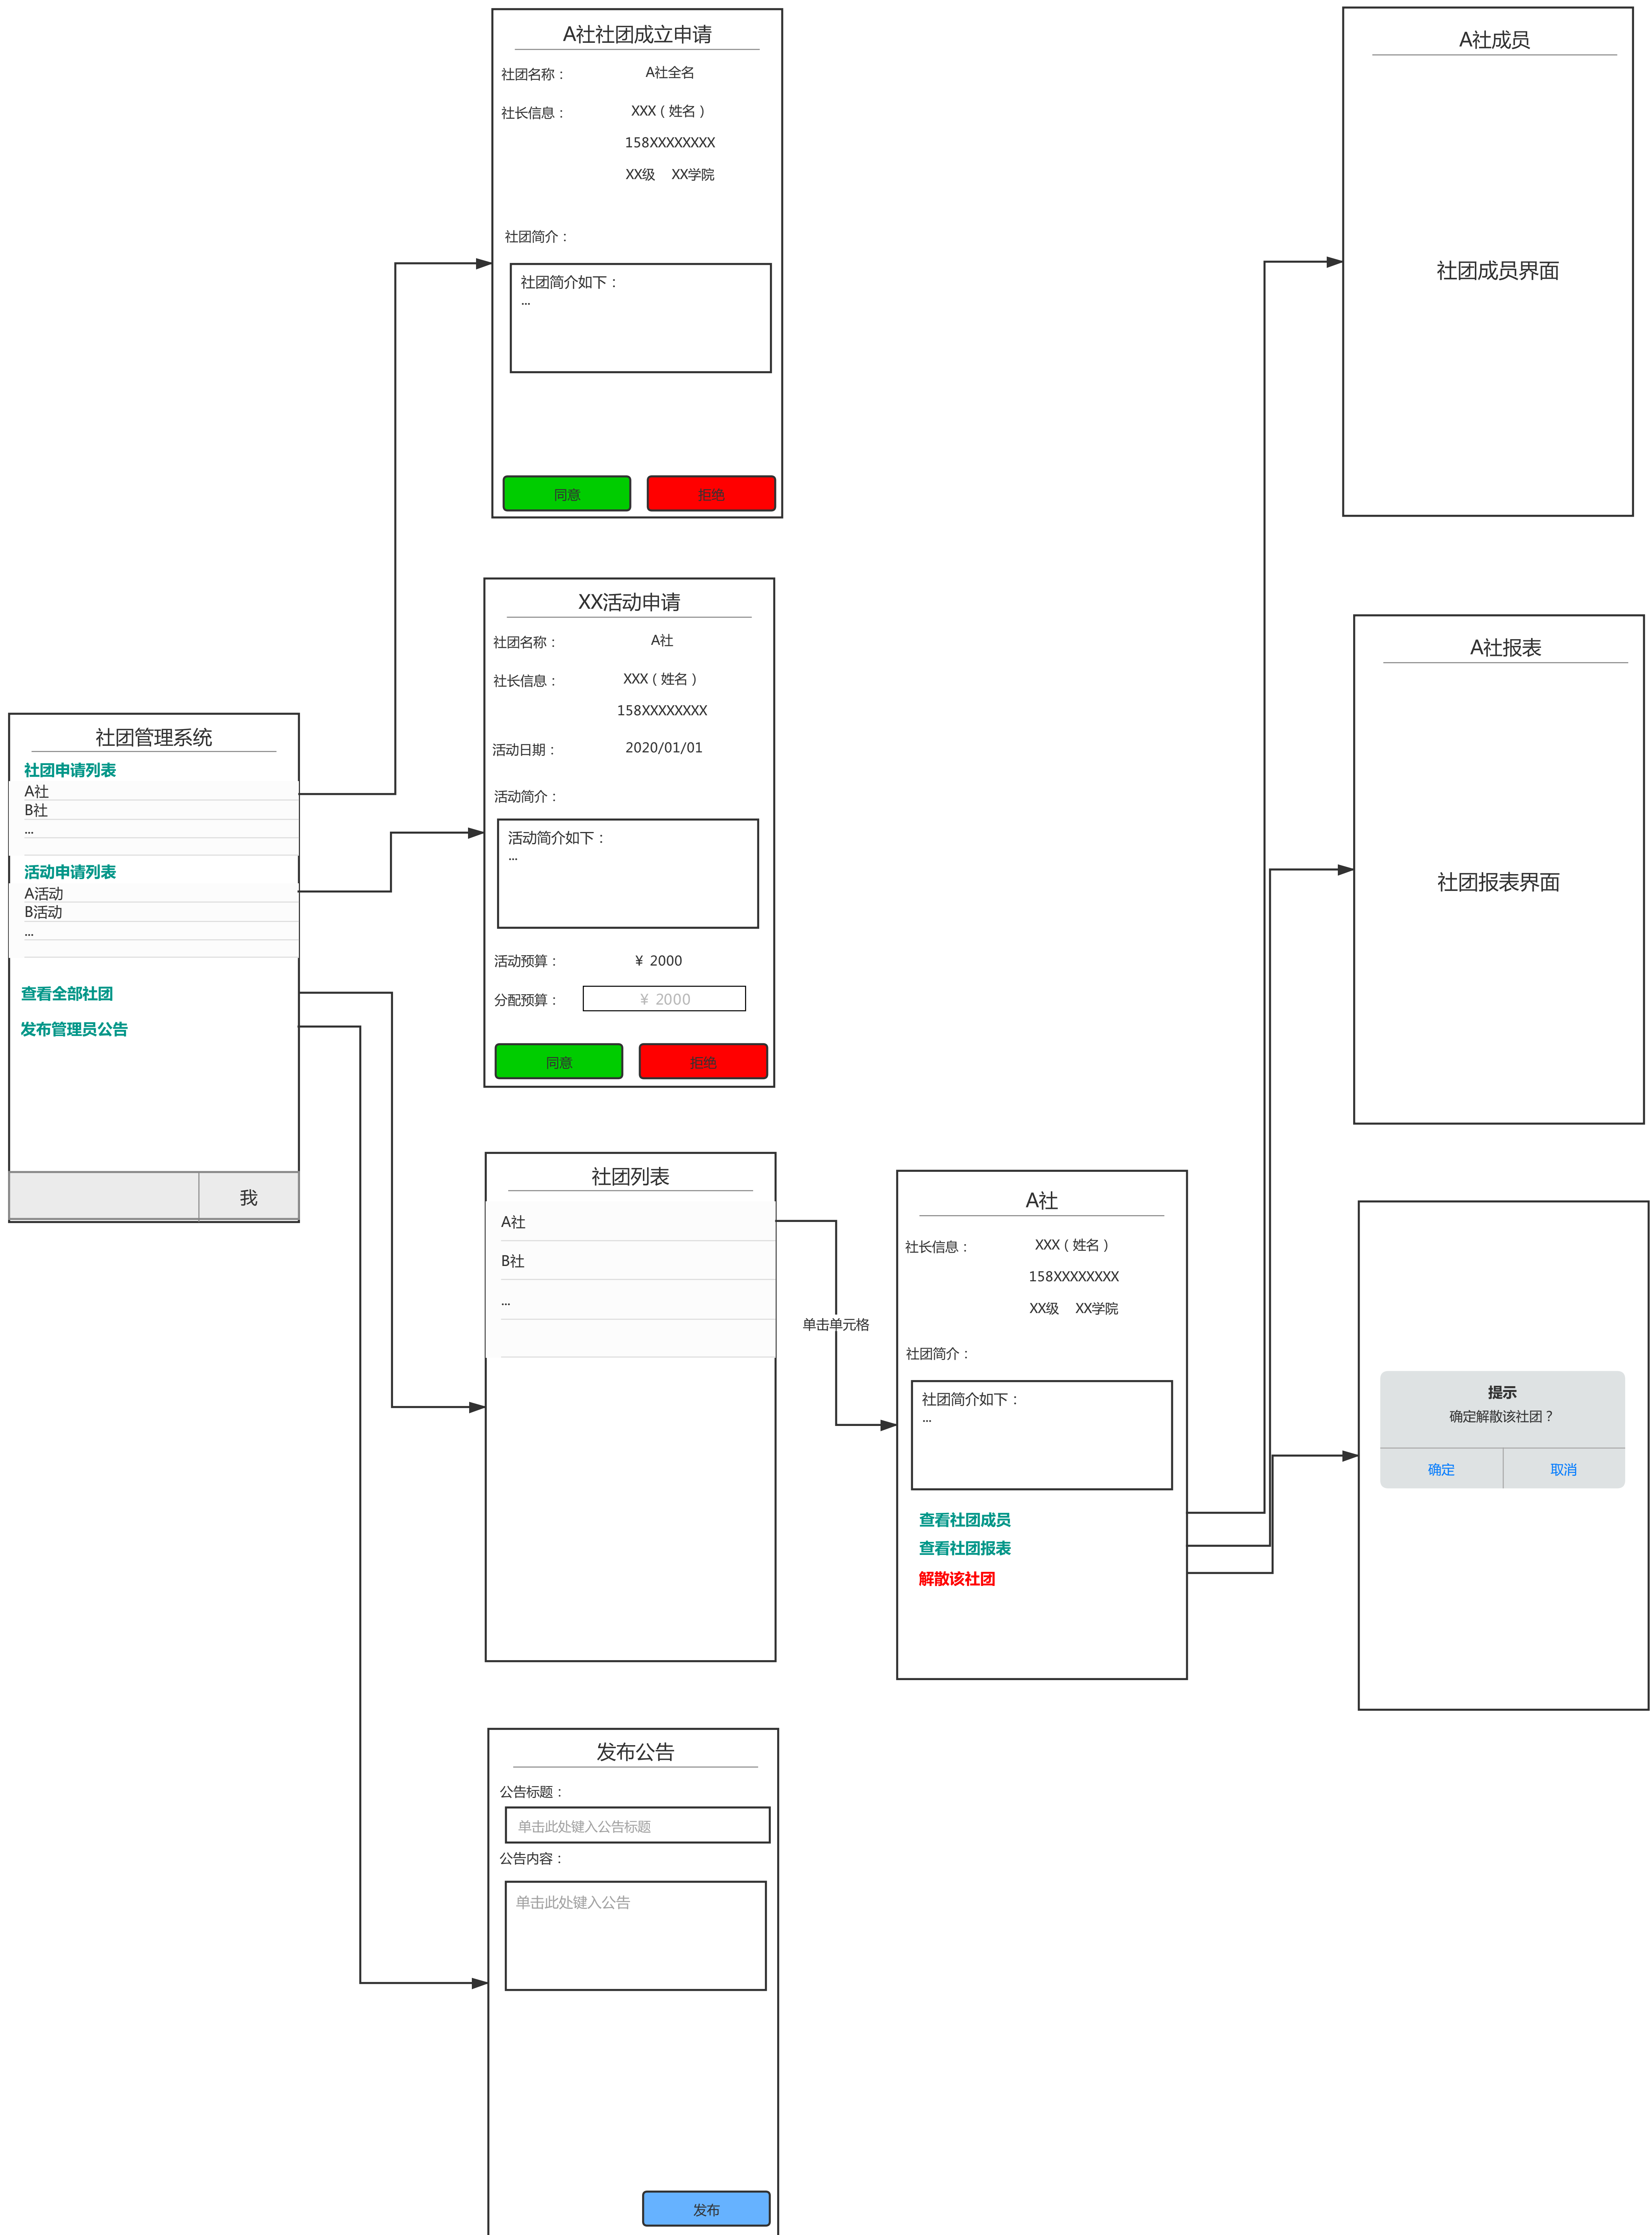 社团管理系统
社团申请列表
A社
B社
...
活动申请列表
A活动
B活动
...
查看全部社团
发布管理员公告
我
A社社团成立申请
社团名称： A社全名
社长信息： XXX（姓名）
158XXXXXXXX
XX级 XX学院
社团简介：
社团简介如下：
...
同意 拒绝
XX活动申请
社团名称： A社
社长信息： XXX（姓名）
158XXXXXXXX
活动日期： 2020/01/01
活动简介：
活动简介如下：
...
活动预算： ¥ 2000
分配预算： ¥ 2000
同意 拒绝
社团列表
A社
B社
...
单击单元格
发布公告
公告标题：
单击此处键入公告标题
公告内容：
单击此处键入公告
发布
A社
社长信息： XXX（姓名）
158XXXXXXXX
XX级 XX学院
社团简介：
社团简介如下：
...
查看社团成员
查看社团报表
解散该社团
A社成员
社团成员界面
A社报表
社团报表界面
提示
确定解散该社团？
确定 取消